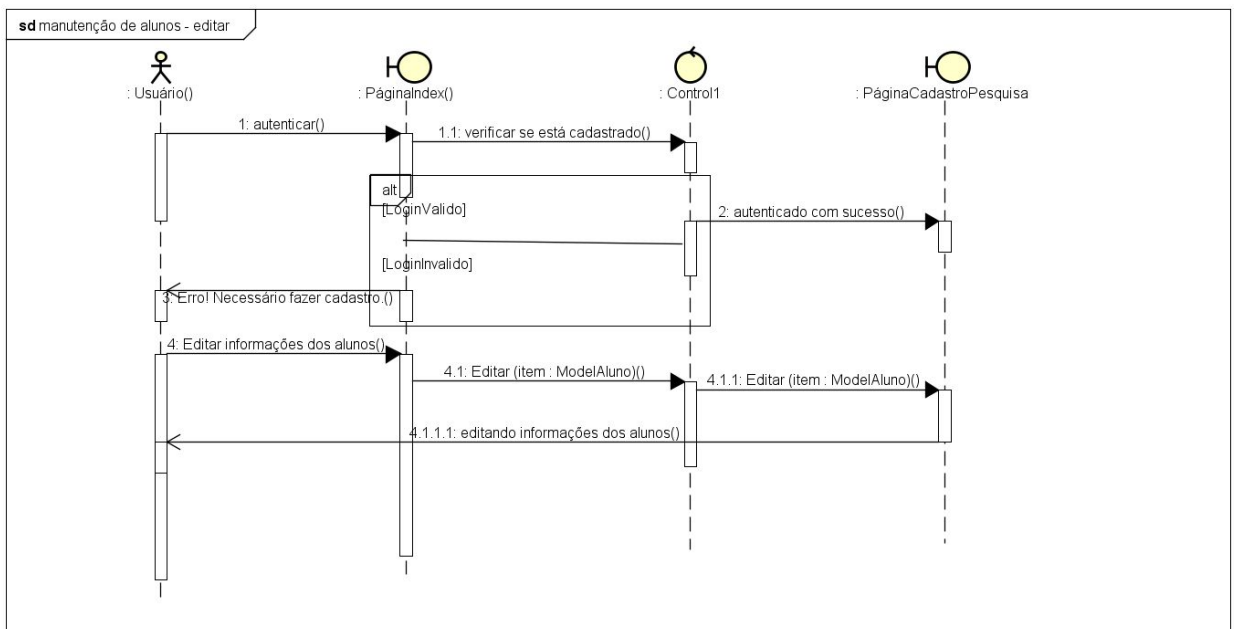 sd manutenção de alunos - editar
: Usuário()
: PáginaIndex()
: Control1
: PáginaCadastroPesquisa
1: autenticar()
1.1: verificar se está cadastrado()
alt
[LoginValido]
2: autenticado com sucesso()
[LoginInvalido]
3: Erro! Necessário fazer cadastro.()
4: Editar informações dos alunos()
4.1: Editar (item : ModelAluno)()
4.1.1: Editar (item : ModelAluno)()
4.1.1.1: editando informações dos alunos()